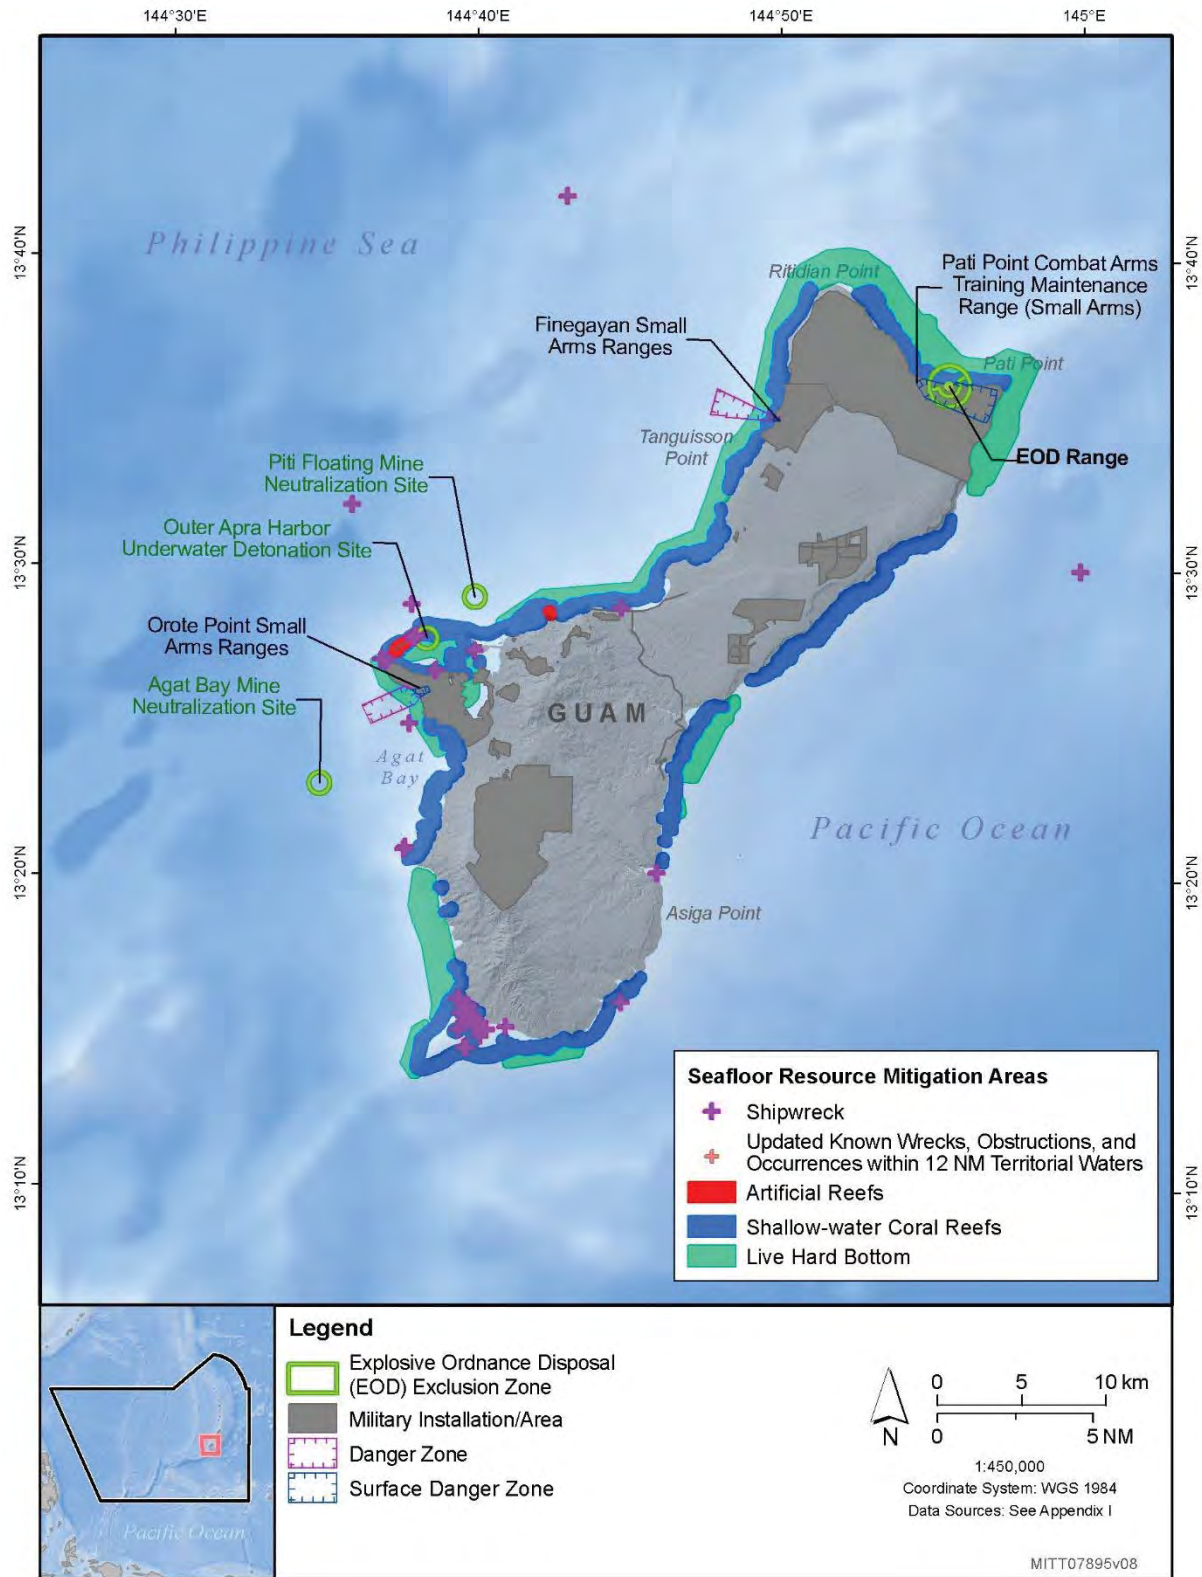 144°30'E
144°40'E
144°50'E
145°E
13°40'N
13°40'N
Philippine Sea
Ritidian Point
Pati Point Combat Arms
Training Maintenance
Range (Small Arms)
Finegayan Small
Arms Ranges
Pati Point
Tanguisson
Point
EOD Range
Piti Floating Mine
Neutralization Site
Outer Apra Harbor
Underwater Detonation Site
13°30'N
13°30'N
Orote Point Small
Arms Ranges
Agat Bay Mine
Neutralization Site
GUAM
Agat
Bay
Pacific Ocean
13°20'N
13°20'N
Asiga Point
13°10'N
13°10'N
Seafloor Resource Mitigation Areas
Shipwreck
Updated Known Wrecks, Obstructions, and
Occurrences within 12 NM Territorial Waters
Artificial Reefs
Shallow-water Coral Reefs
Live Hard Bottom
Pacific Ocean
Legend
Explosive Ordnance Disposal
(EOD) Exclusion Zone
Military Installation/Area
Danger Zone
Surface Danger Zone
N
0 5 10 km
0 5 NM
1:450,000
Coordinate System: WGS 1984
Data Sources: See Appendix I
MITT07895v08